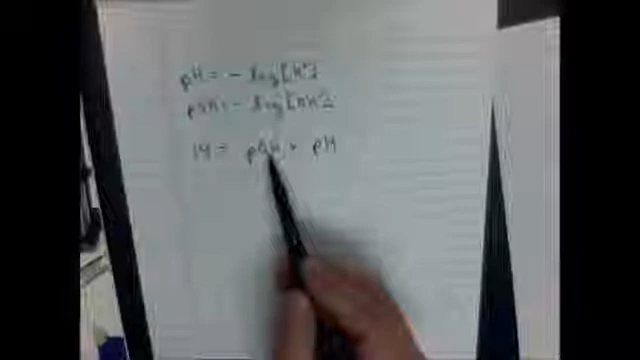 pH = - log [H⁺]
pOH = - log [OH⁻]
14 = pOH + pH